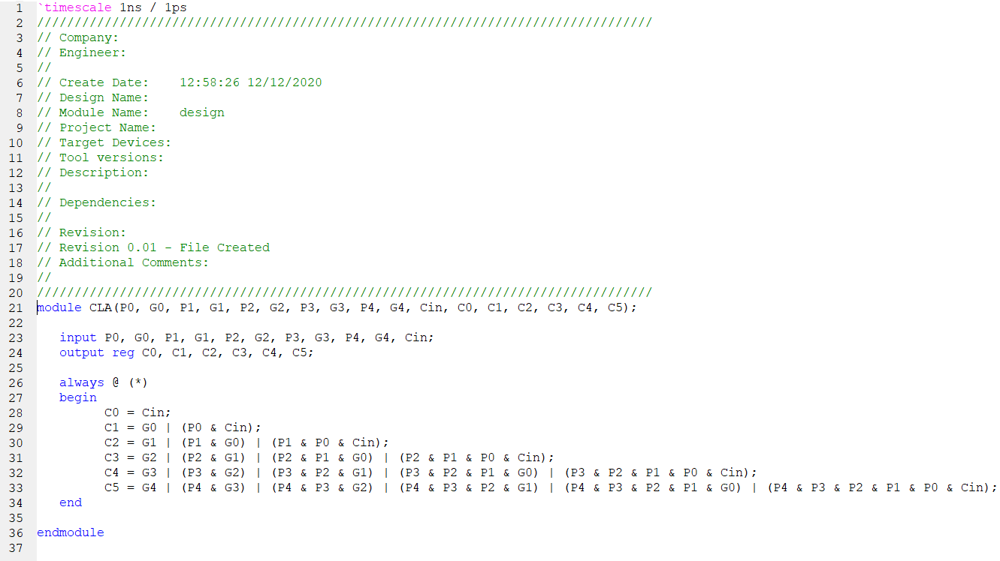 1 `timescale 1ns / 1ps
2 //////////////////////////////////////////////////////////////////////////////////
3 // Company:
4 // Engineer:
5 //
6 // Create Date:    12:58:26 12/12/2020
7 // Design Name:
8 // Module Name:    design
9 // Project Name:
10 // Target Devices:
11 // Tool versions:
12 // Description:
13 //
14 // Dependencies:
15 //
16 // Revision:
17 // Revision 0.01 - File Created
18 // Additional Comments:
19 //
20 //////////////////////////////////////////////////////////////////////////////////
21 module CLA(P0, G0, P1, G1, P2, G2, P3, G3, P4, G4, Cin, C0, C1, C2, C3, C4, C5);
22
23    input P0, G0, P1, G1, P2, G2, P3, G3, P4, G4, Cin;
24    output reg C0, C1, C2, C3, C4, C5;
25
26    always @ (*)
27    begin
28          C0 = Cin;
29          C1 = G0 | (P0 & Cin);
30          C2 = G1 | (P1 & G0) | (P1 & P0 & Cin);
31          C3 = G2 | (P2 & G1) | (P2 & P1 & G0) | (P2 & P1 & P0 & Cin);
32          C4 = G3 | (P3 & G2) | (P3 & P2 & G1) | (P3 & P2 & P1 & G0) | (P3 & P2 & P1 & P0 & Cin);
33          C5 = G4 | (P4 & G3) | (P4 & P3 & G2) | (P4 & P3 & P2 & G1) | (P4 & P3 & P2 & P1 & G0) | (P4 & P3 & P2 & P1 & P0 & Cin);
34    end
35
36 endmodule
37